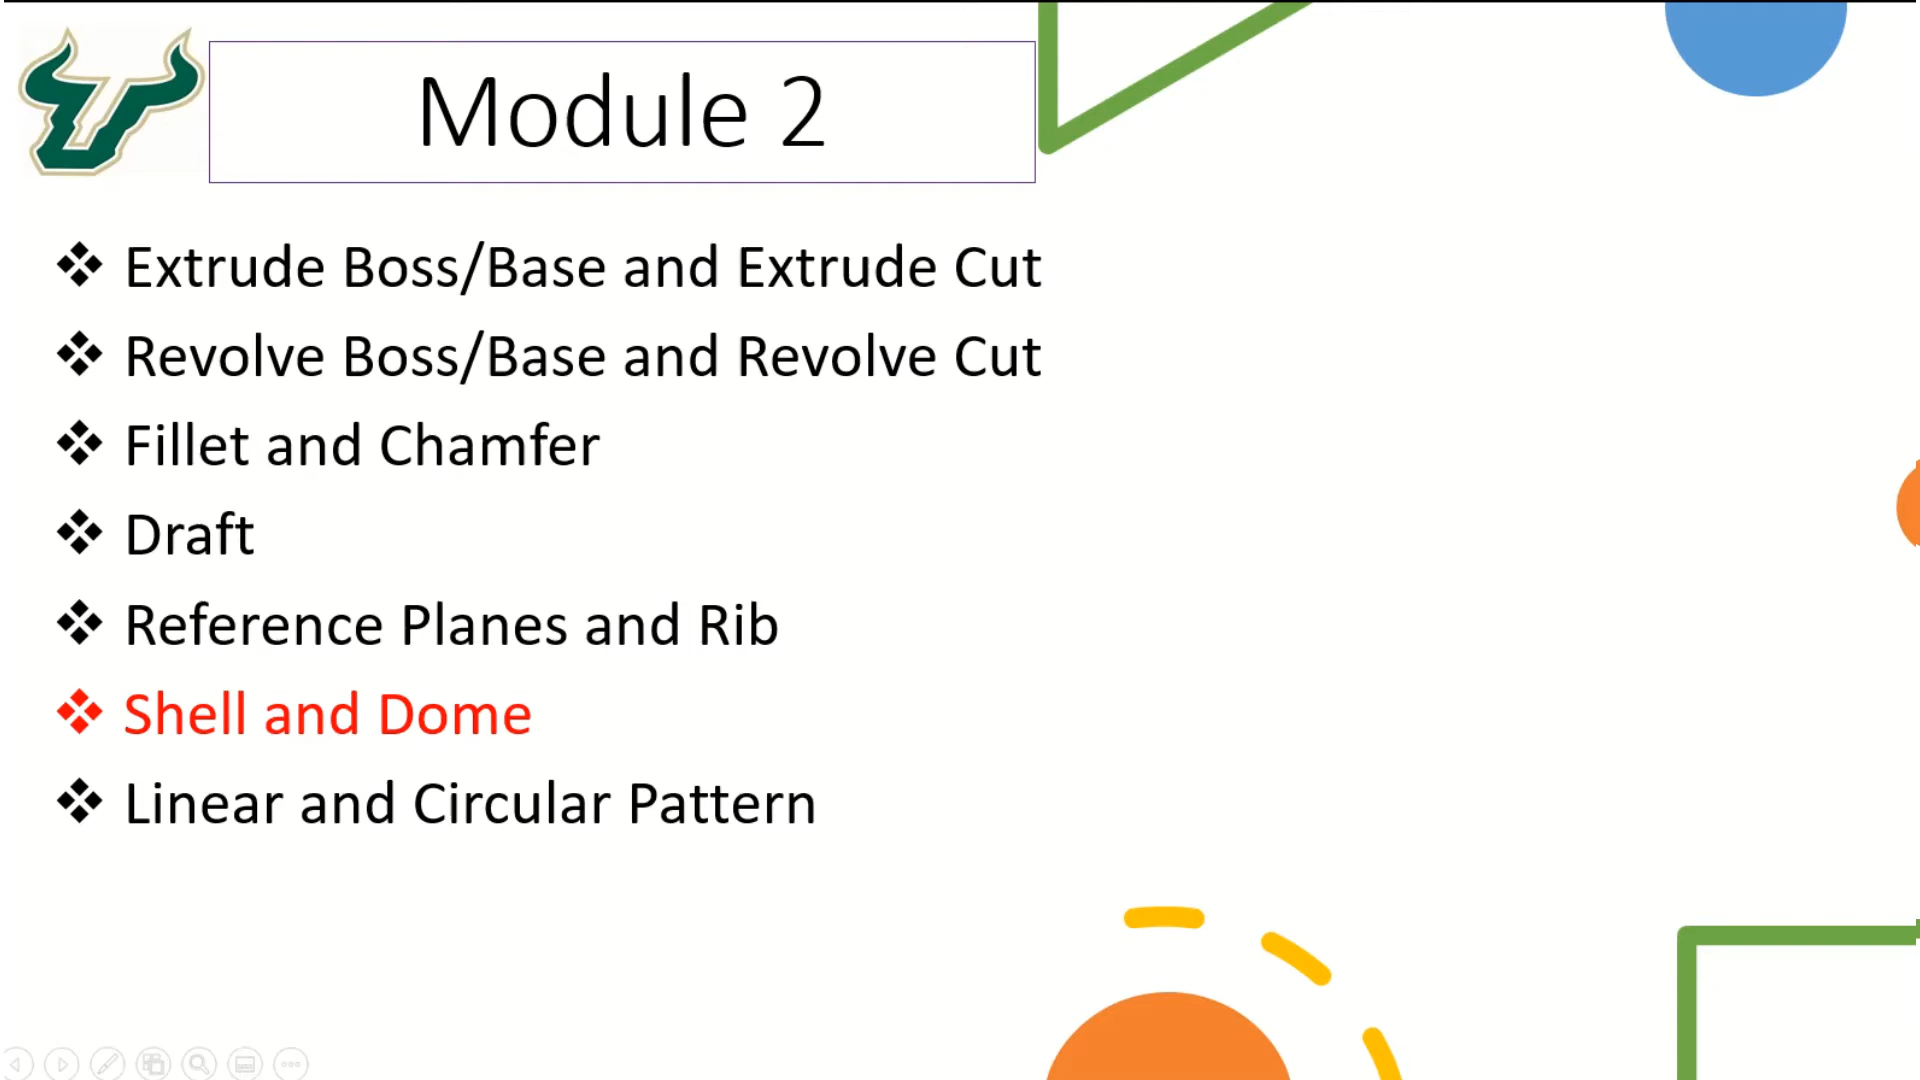 Module 2
Extrude Boss/Base and Extrude Cut
Revolve Boss/Base and Revolve Cut
Fillet and Chamfer
Draft
Reference Planes and Rib
Shell and Dome
Linear and Circular Pattern